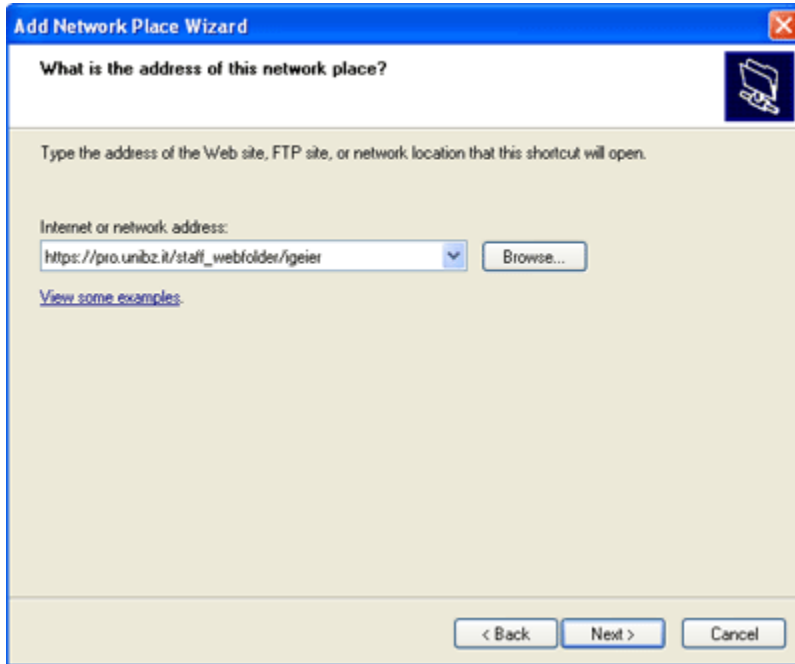 Add Network Place Wizard
What is the address of this network place?
Type the address of the Web site, FTP site, or network location that this shortcut will open.
Internet or network address:
https://pro.unibz.it/staff_webfolder/igeier
Browse...
View some examples.
< Back Next > Cancel